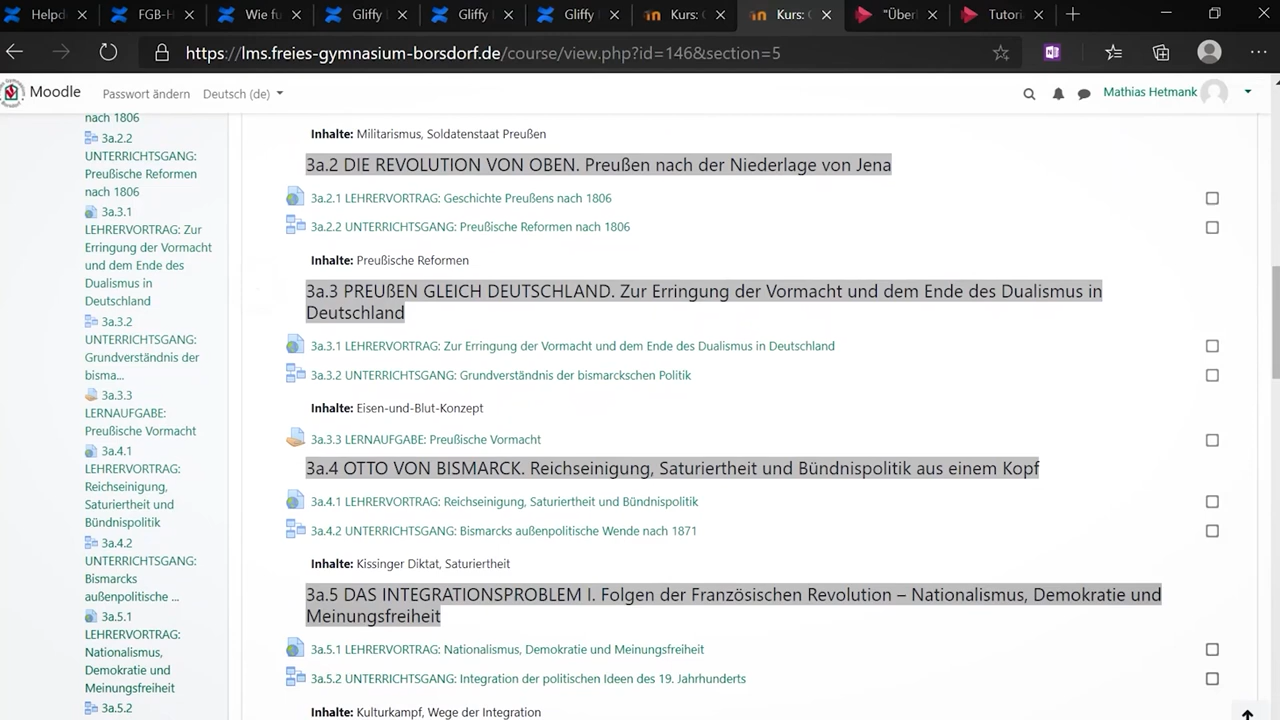 Helpde
FGB-H
Wie fu
Gliffy
Gliffy
Gliffy
Kurs: G
Kurs: G
"Überl
Tutoria
https://lms.freies-gymnasium-borsdorf.de/course/view.php?id=146&section=5
Moodle
Passwort ändern
Deutsch (de)
Mathias Hetmank
nach 1806
3a.2.2
UNTERRICHTSGANG:
Preußische Reformen
nach 1806
3a.3.1
LEHRERVORTRAG: Zur
Erringung der Vormacht
und dem Ende des
Dualismus in
Deutschland
3a.3.2
UNTERRICHTSGANG:
Grundverständnis der
bisma...
3a.3.3
LERNAUFGABE:
Preußische Vormacht
3a.4.1
LEHRERVORTRAG:
Reichseinigung,
Saturiertheit und
Bündnispolitik
3a.4.2
UNTERRICHTSGANG:
Bismarcks
außenpolitische ...
3a.5.1
LEHRERVORTRAG:
Nationalismus,
Demokratie und
Meinungsfreiheit
3a.5.2
Inhalte: Militarismus, Soldatenstaat Preußen
3a.2 DIE REVOLUTION VON OBEN. Preußen nach der Niederlage von Jena
3a.2.1 LEHRERVORTRAG: Geschichte Preußens nach 1806
3a.2.2 UNTERRICHTSGANG: Preußische Reformen nach 1806
Inhalte: Preußische Reformen
3a.3 PREUßEN GLEICH DEUTSCHLAND. Zur Erringung der Vormacht und dem Ende des Dualismus in
Deutschland
3a.3.1 LEHRERVORTRAG: Zur Erringung der Vormacht und dem Ende des Dualismus in Deutschland
3a.3.2 UNTERRICHTSGANG: Grundverständnis der bismarckschen Politik
Inhalte: Eisen-und-Blut-Konzept
3a.3.3 LERNAUFGABE: Preußische Vormacht
3a.4 OTTO VON BISMARCK. Reichseinigung, Saturiertheit und Bündnispolitik aus einem Kopf
3a.4.1 LEHRERVORTRAG: Reichseinigung, Saturiertheit und Bündnispolitik
3a.4.2 UNTERRICHTSGANG: Bismarcks außenpolitische Wende nach 1871
Inhalte: Kissinger Diktat, Saturiertheit
3a.5 DAS INTEGRATIONSPROBLEM I. Folgen der Französischen Revolution – Nationalismus, Demokratie und
Meinungsfreiheit
3a.5.1 LEHRERVORTRAG: Nationalismus, Demokratie und Meinungsfreiheit
3a.5.2 UNTERRICHTSGANG: Integration der politischen Ideen des 19. Jahrhunderts
Inhalte: Kulturkampf, Wege der Integration